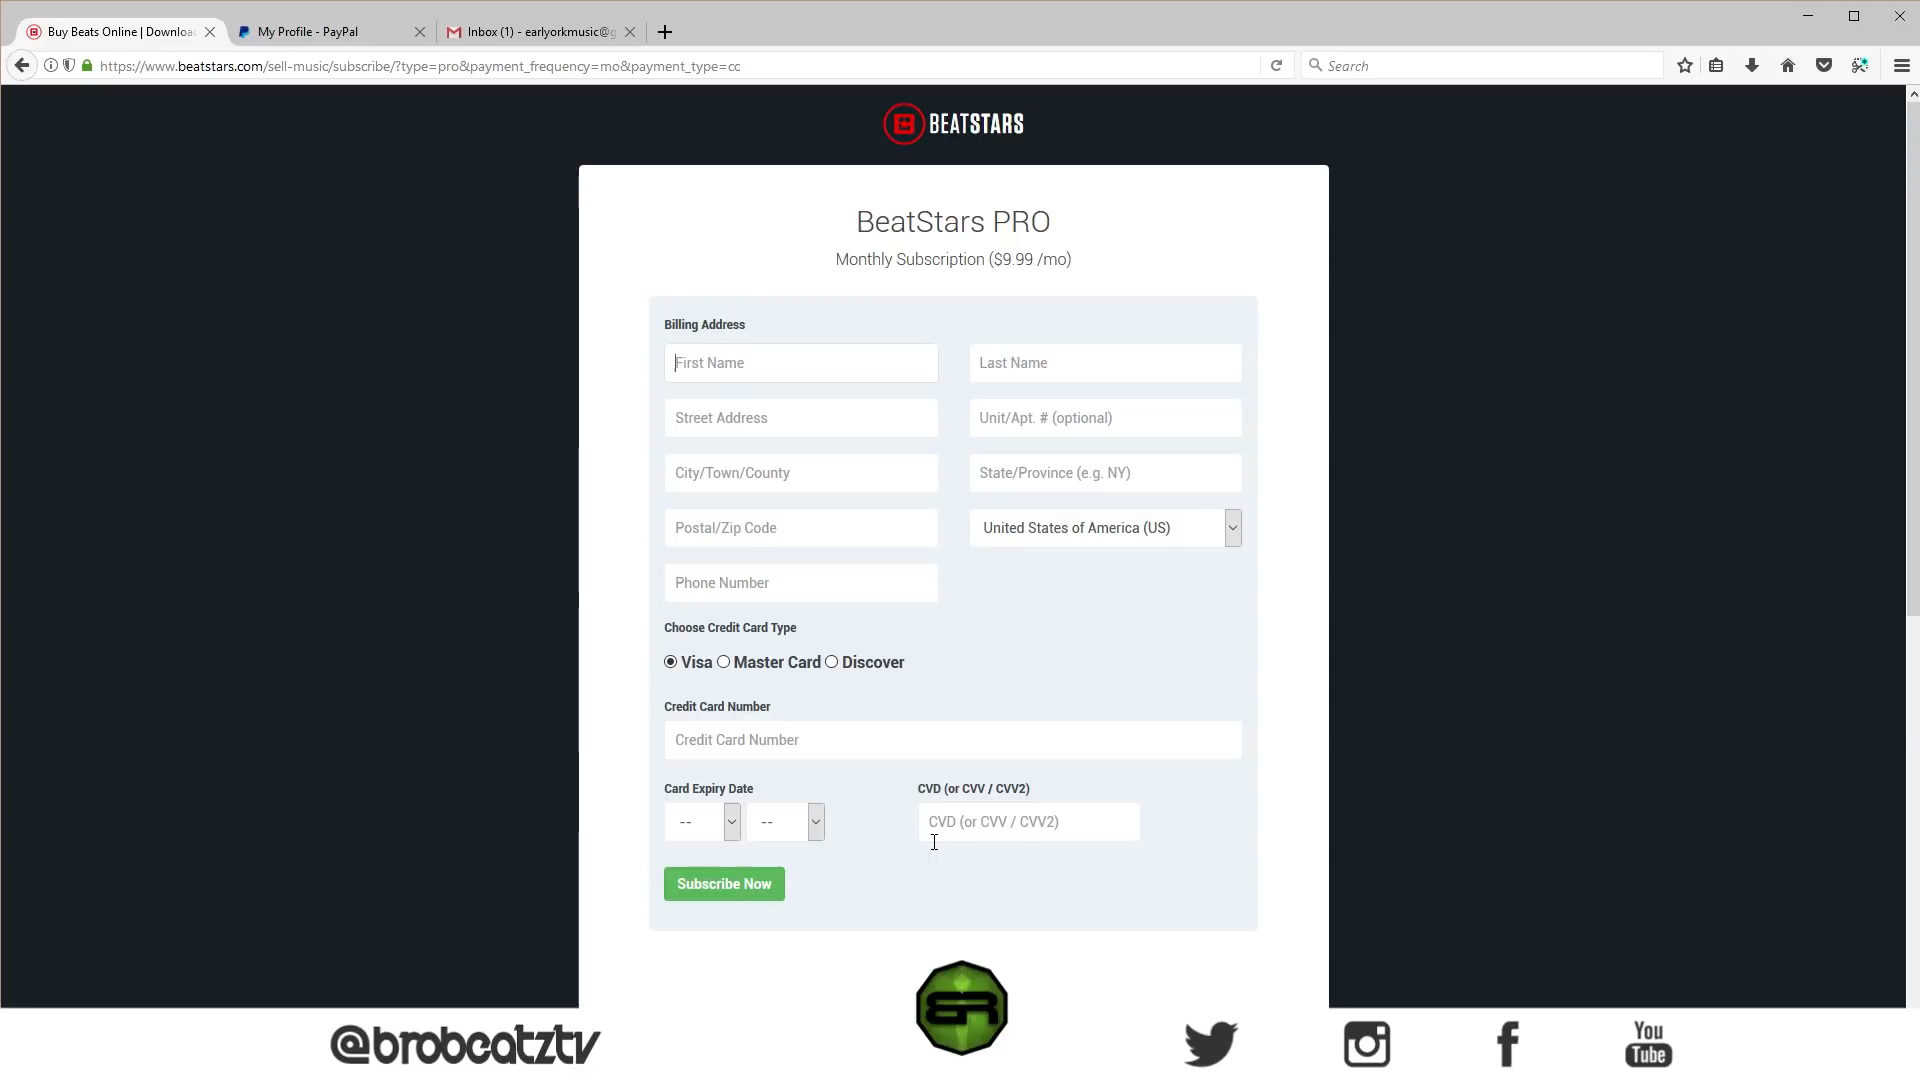 Buy Beats Online | Downloa
My Profile - PayPal
Inbox (1) - earlyorkmusic@g
https://www.beatstars.com/sell-music/subscribe/?type=pro&payment_frequency=mo&payment_type=cc
Search
BEATSTARS
BeatStars PRO
Monthly Subscription ($9.99 /mo)
Billing Address
First Name
Last Name
Street Address
Unit/Apt. # (optional)
City/Town/County
State/Province (e.g. NY)
Postal/Zip Code
United States of America (US)
Phone Number
Choose Credit Card Type
Visa Master Card Discover
Credit Card Number
Credit Card Number
Card Expiry Date
CVD (or CVV / CVV2)
-- --
CVD (or CVV / CVV2)
Subscribe Now
BR
@brobeatztv
You
Tube